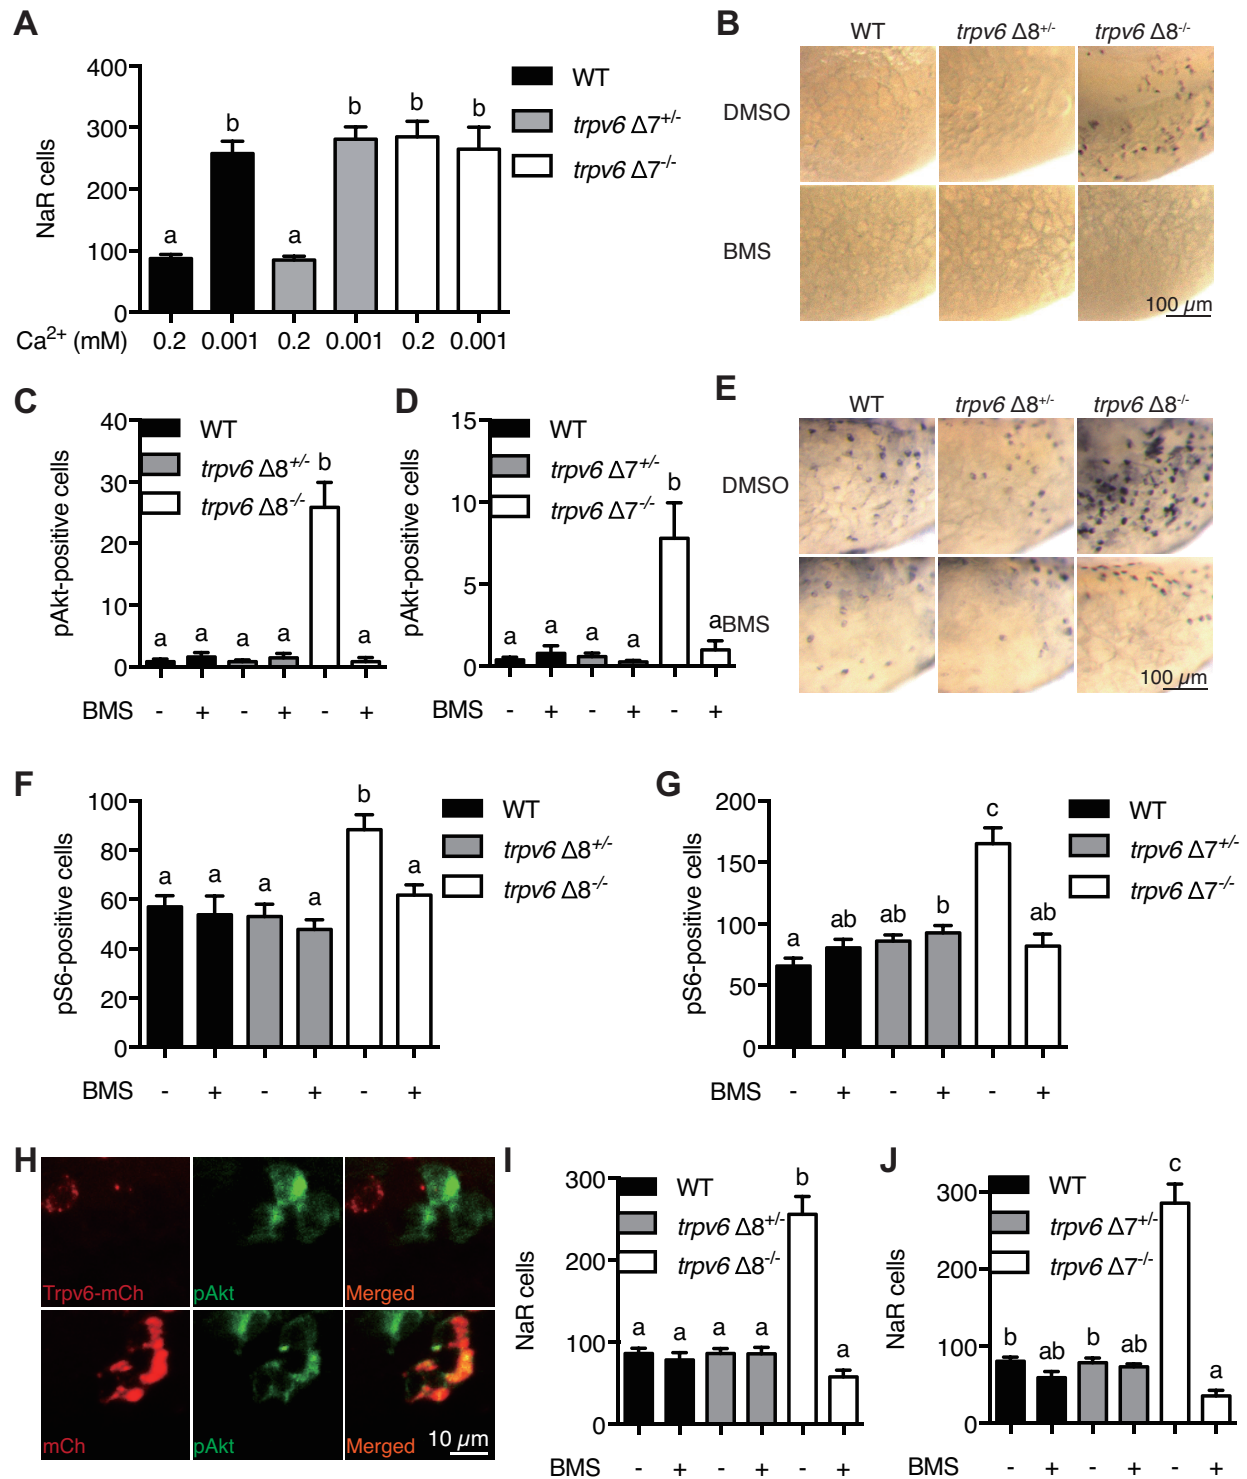 A
400
300
200
100
0
NaR cells
a
b
a
b
b
b
Ca²⁺ (mM)
0.2 0.001 0.2 0.001 0.2 0.001
WT
trpv6 Δ7⁺/⁻
trpv6 Δ7⁻/⁻
B
WT trpv6 Δ8⁺/⁻ trpv6 Δ8⁻/⁻
DMSO
BMS
100 µm
C
40
30
20
10
0
pAkt-positive cells
WT
trpv6 Δ8⁺/⁻
trpv6 Δ8⁻/⁻
a a a a b a
BMS - + - + - +
D
15
10
5
0
pAkt-positive cells
WT
trpv6 Δ7⁺/⁻
trpv6 Δ7⁻/⁻
a a a a b a
BMS - + - + - +
E
WT trpv6 Δ8⁺/⁻ trpv6 Δ8⁻/⁻
DMSO
BMS
100 µm
F
100
80
60
40
20
0
pS6-positive cells
a a a a b a
WT
trpv6 Δ8⁺/⁻
trpv6 Δ8⁻/⁻
BMS - + - + - +
G
200
150
100
50
0
pS6-positive cells
a ab ab b c ab
WT
trpv6 Δ7⁺/⁻
trpv6 Δ7⁻/⁻
BMS - + - + - +
H
Trpv6-mCh pAkt Merged
mCh pAkt Merged
10 µm
I
300
200
100
0
NaR cells
WT
trpv6 Δ8⁺/⁻
trpv6 Δ8⁻/⁻
a a a a b a
BMS - + - + - +
J
300
200
100
0
NaR cells
WT
trpv6 Δ7⁺/⁻
trpv6 Δ7⁻/⁻
b ab b ab c a
BMS - + - + - +